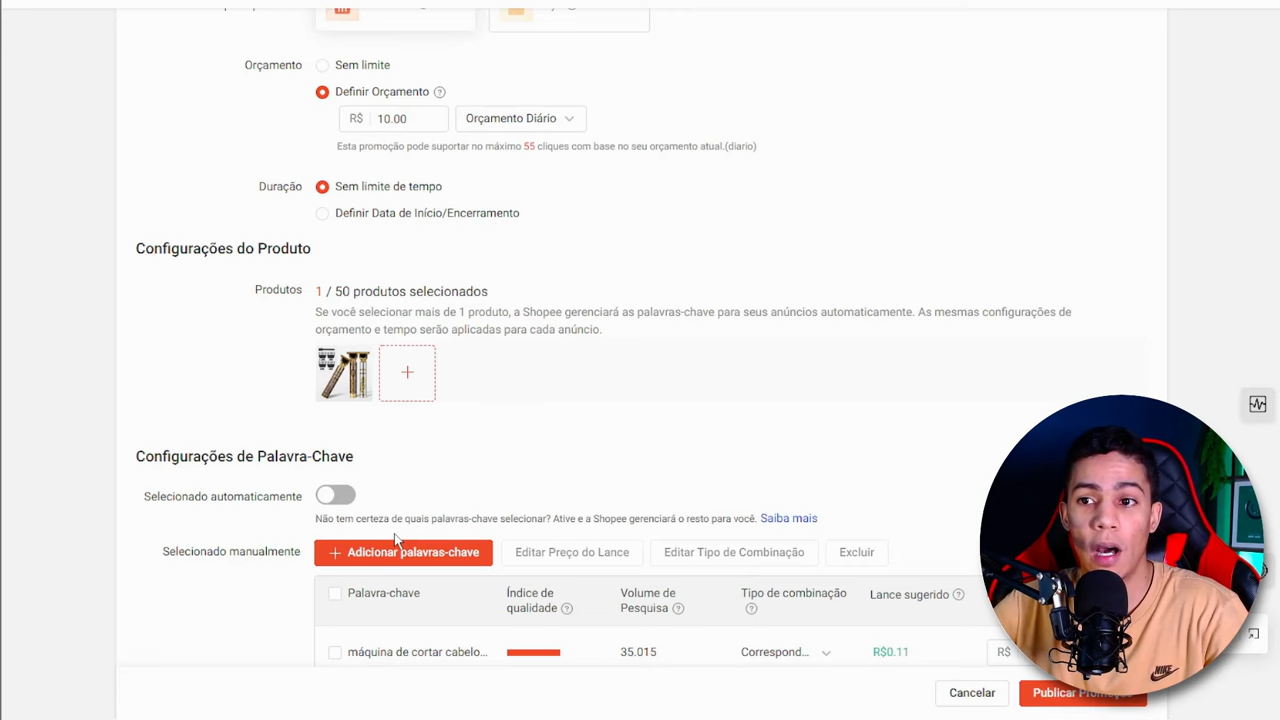 Orçamento
Sem limite
Definir Orçamento ?
R$ 10.00 Orçamento Diário
Esta promoção pode suportar no máximo 55 cliques com base no seu orçamento atual.(diario)
Duração
Sem limite de tempo
Definir Data de Início/Encerramento
Configurações do Produto
Produtos
1 / 50 produtos selecionados
Se você selecionar mais de 1 produto, a Shopee gerenciará as palavras-chave para seus anúncios automaticamente. As mesmas configurações de
orçamento e tempo serão aplicadas para cada anúncio.
Configurações de Palavra-Chave
Selecionado automaticamente
Não tem certeza de quais palavras-chave selecionar? Ative e a Shopee gerenciará o resto para você. Saiba mais
Selecionado manualmente
+ Adicionar palavras-chave Editar Preço do Lance Editar Tipo de Combinação Excluir
Palavra-chave
Índice de
qualidade ?
Volume de
Pesquisa ?
Tipo de combinação
?
Lance sugerido ?
máquina de cortar cabelo... 35.015 Correspond... R$0.11 R$
Cancelar Publicar
NIKE